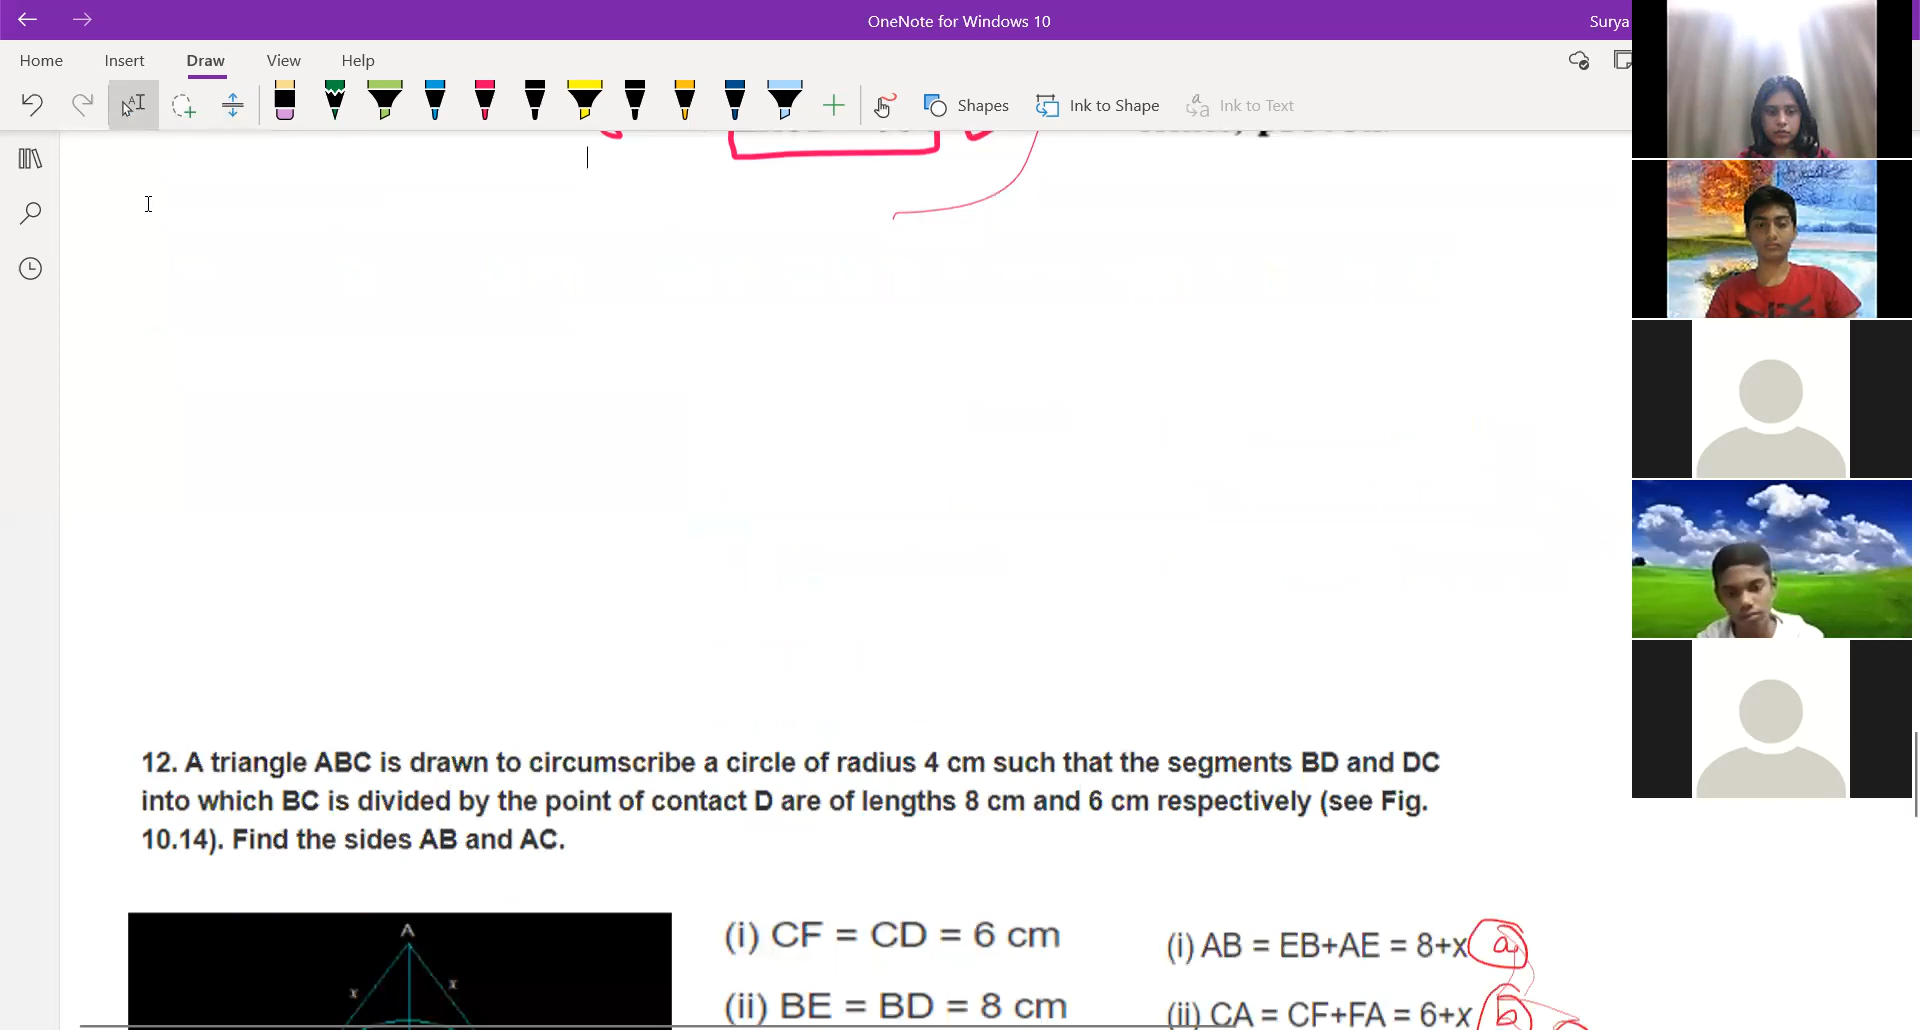 OneNote for Windows 10
Surya
Home Insert Draw View Help
Shapes Ink to Shape Ink to Text
12. A triangle ABC is drawn to circumscribe a circle of radius 4 cm such that the segments BD and DC
into which BC is divided by the point of contact D are of lengths 8 cm and 6 cm respectively (see Fig.
10.14). Find the sides AB and AC.
A
x x
(i) CF = CD = 6 cm
(ii) BE = BD = 8 cm
(i) AB = EB+AE = 8+x a
(ii) CA = CF+FA = 6+x b